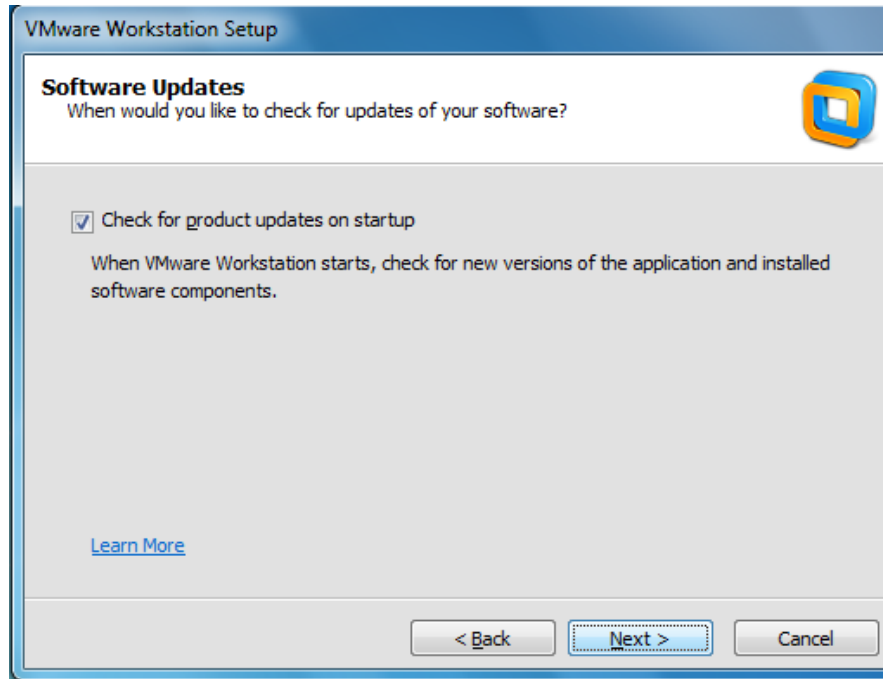 VMware Workstation Setup
Software Updates
When would you like to check for updates of your software?
Check for product updates on startup
When VMware Workstation starts, check for new versions of the application and installed
software components.
Learn More
< Back Next > Cancel